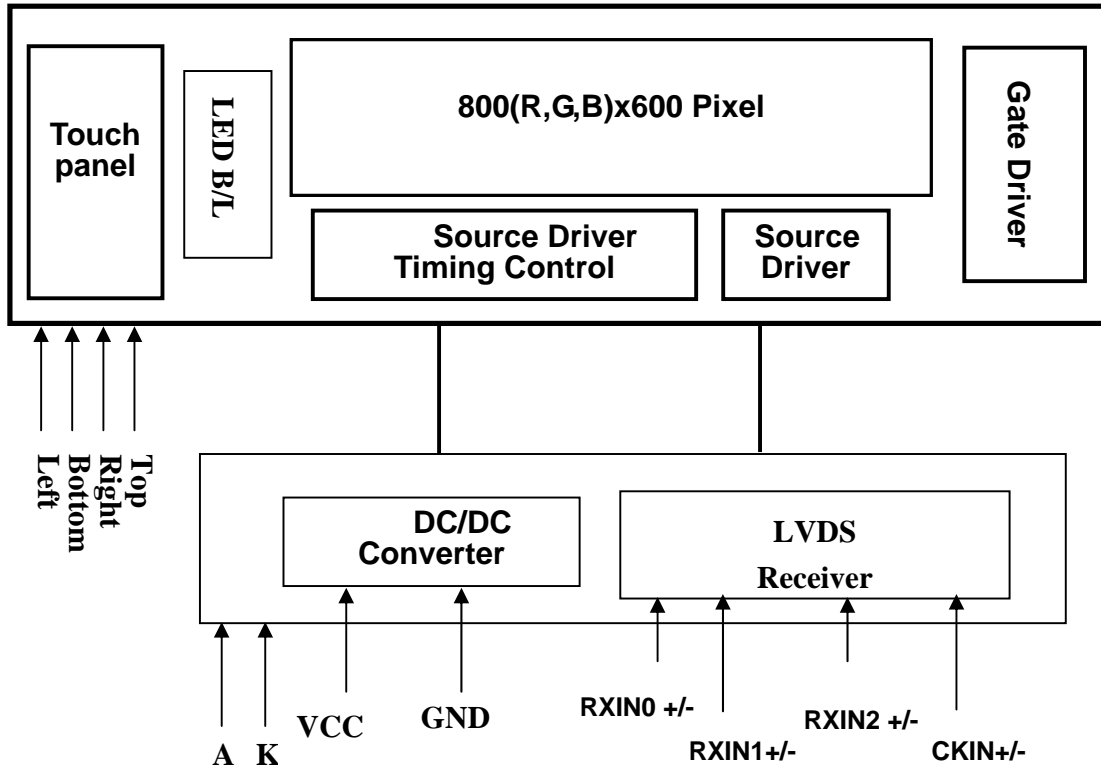 Touch
panel
LED B/L
800(R,G,B)x600 Pixel
Source Driver
Timing Control
Source
Driver
Gate Driver
Left
Bottom
Right
Top
DC/DC
Converter
LVDS
Receiver
A
K
VCC
GND
RXIN0 +/-
RXIN1+/-
RXIN2 +/-
CKIN+/-